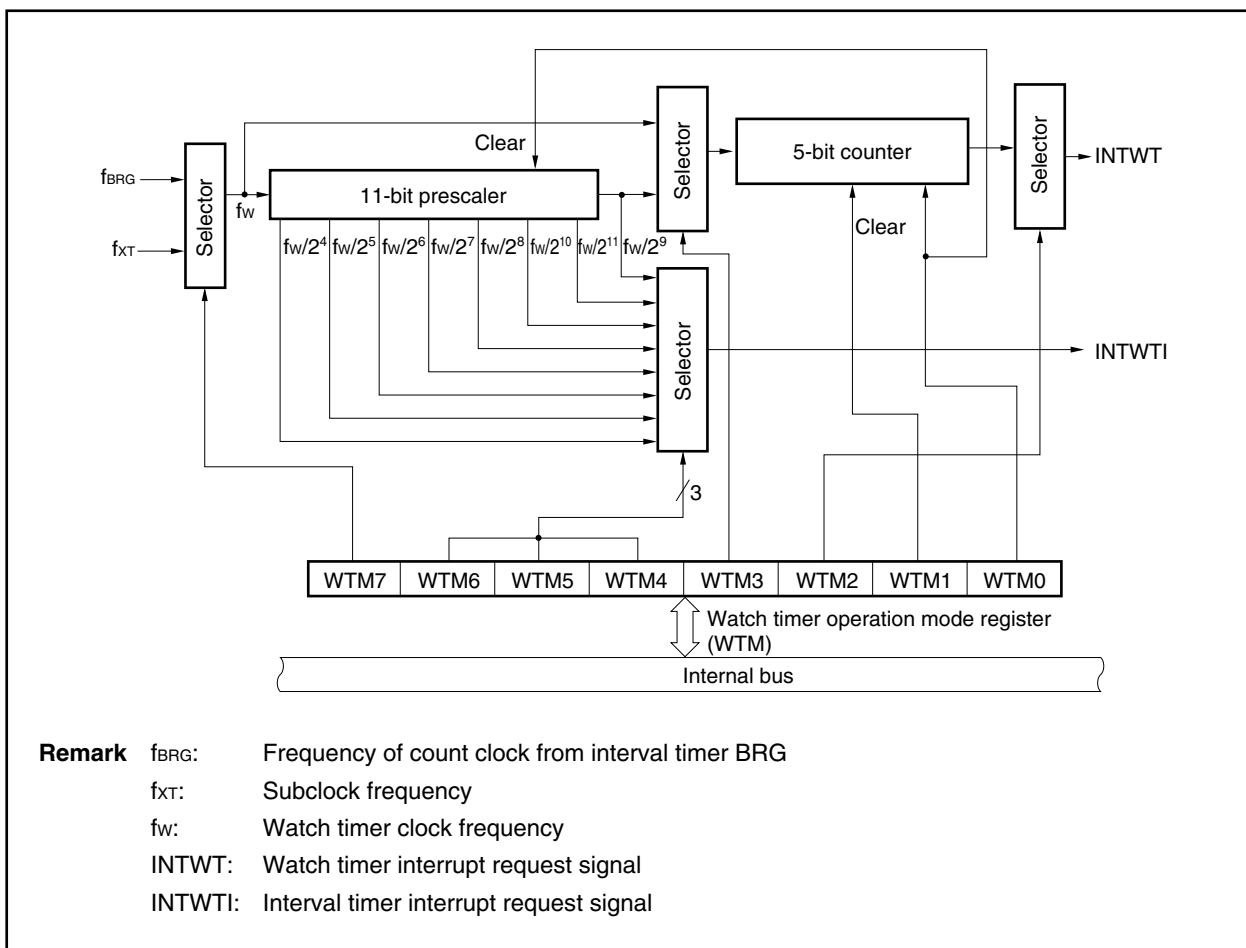 Clear
Selector
Selector
Selector
5-bit counter
INTWT
fBRG
fW
11-bit prescaler
fXT
fW/2⁴ fW/2⁵ fW/2⁶ fW/2⁷ fW/2⁸ fW/2¹⁰ fW/2¹¹ fW/2⁹
Clear
Selector
INTWTI
3
WTM7 WTM6 WTM5 WTM4 WTM3 WTM2 WTM1 WTM0
Watch timer operation mode register
(WTM)
Internal bus
Remark fBRG: Frequency of count clock from interval timer BRG
fXT: Subclock frequency
fW: Watch timer clock frequency
INTWT: Watch timer interrupt request signal
INTWTI: Interval timer interrupt request signal